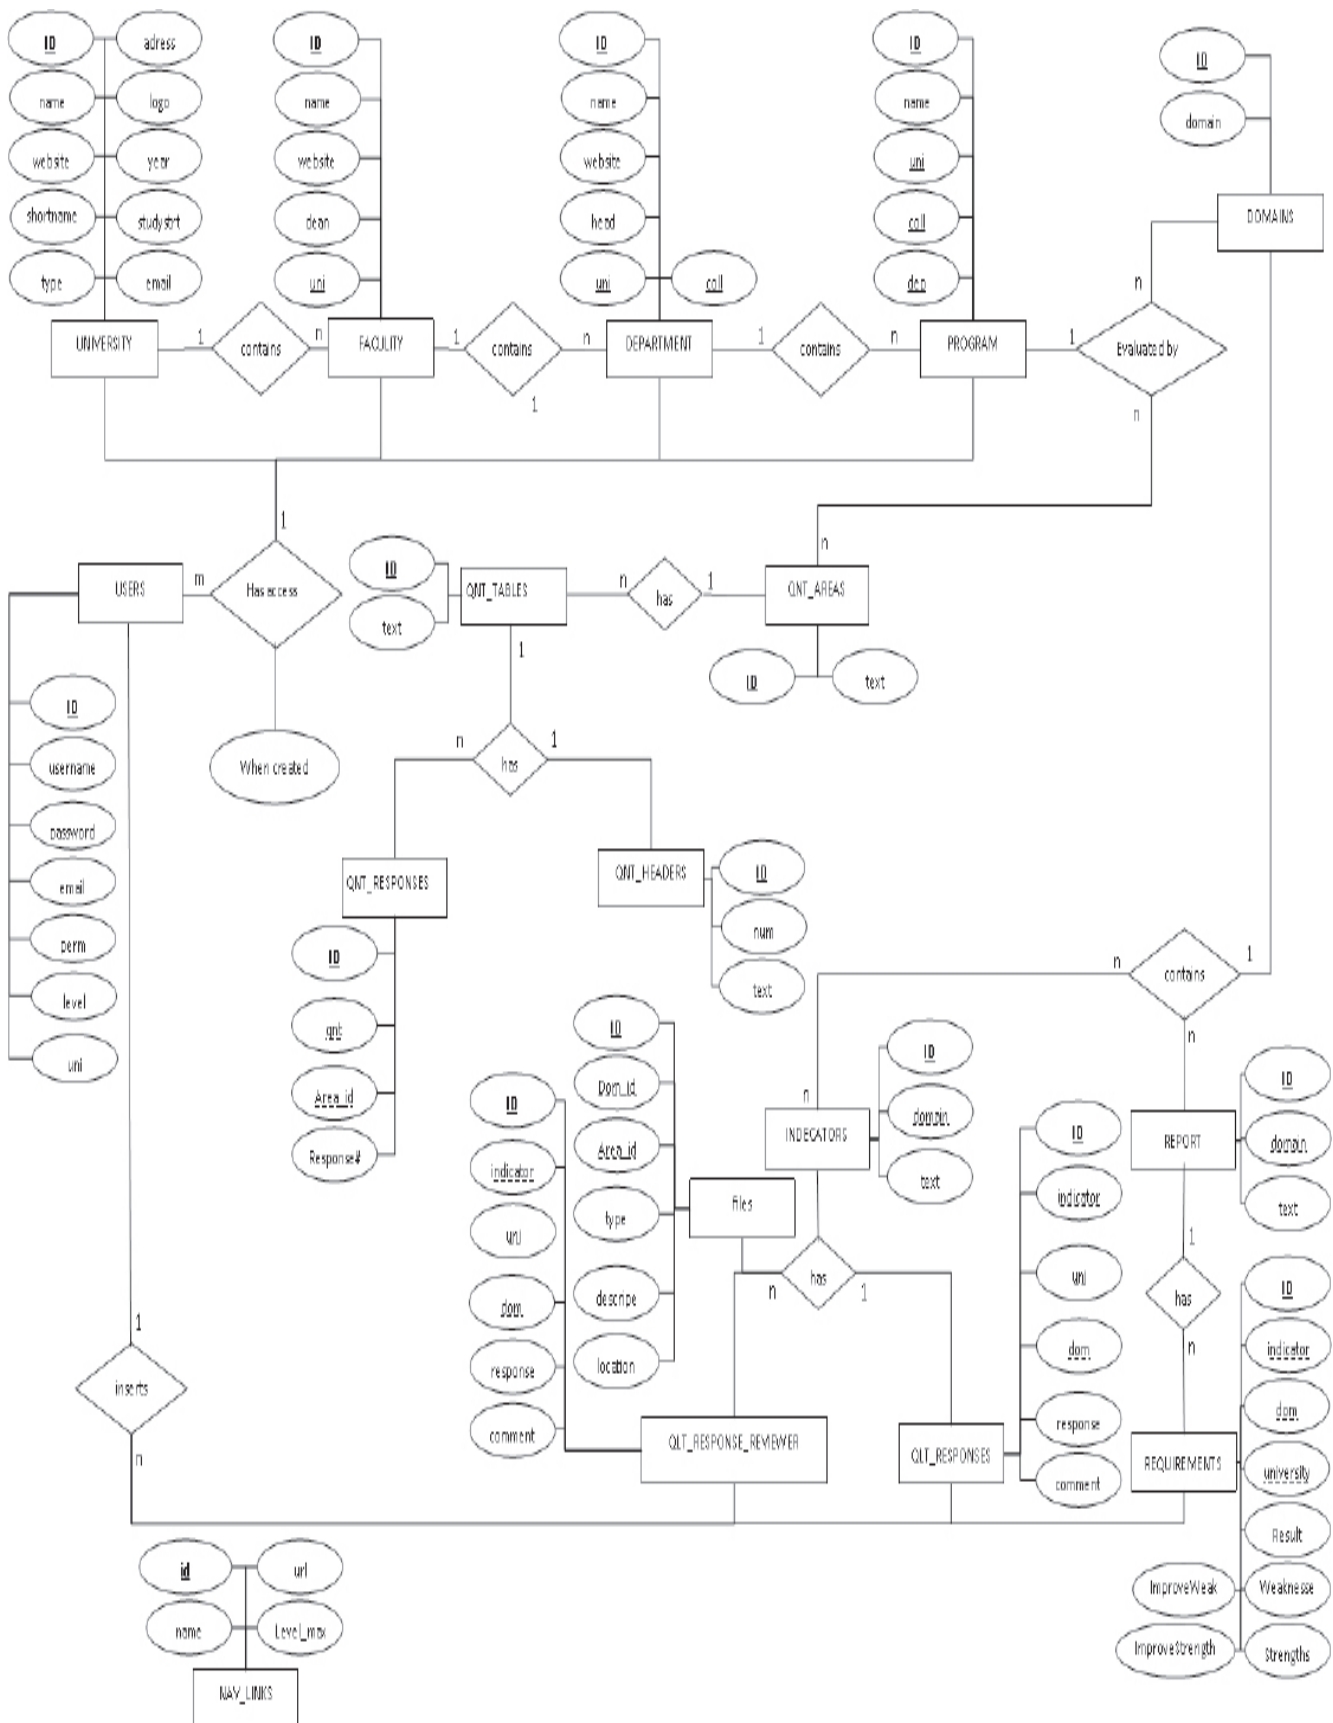 ID
adress
ID
ID
ID
ID
name
logo
name
name
name
domain
website
year
website
website
uni
shortname
studystrt
dean
head
coll
DOMAINS
type
email
uni
uni
coll
dep
n
UNIVERSITY
1
contains
n
FACULITY
1
contains
n
DEPARTMENT
1
contains
n
PROGRAM
1
Evaluated by
1
n
1
n
USERS
m
Has access
ID
QNT_TABLES
n
has
1
QNT_AREAS
text
1
ID
text
ID
username
When created
n
1
has
password
QNT_RESPONSES
QNT_HEADERS
ID
email
num
perm
ID
text
n
contains
1
level
qnt
ID
ID
n
uni
Area_id
Dom_id
ID
n
domain
ID
ID
Response#
indicator
Area_id
INDECATORS
text
indicator
REPORT
domain
uni
type
files
text
1
dom
describe
n
has
1
uni
has
ID
1
response
location
dom
n
indicator
inserts
comment
QLT_RESPONSE_REVIEWER
QLT_RESPONSES
response
REQUIREMENTS
dom
n
comment
university
Result
id
url
ImproveWeak
Weaknesse
name
Level_max
ImproveStrength
Strengths
NAV_LINKS